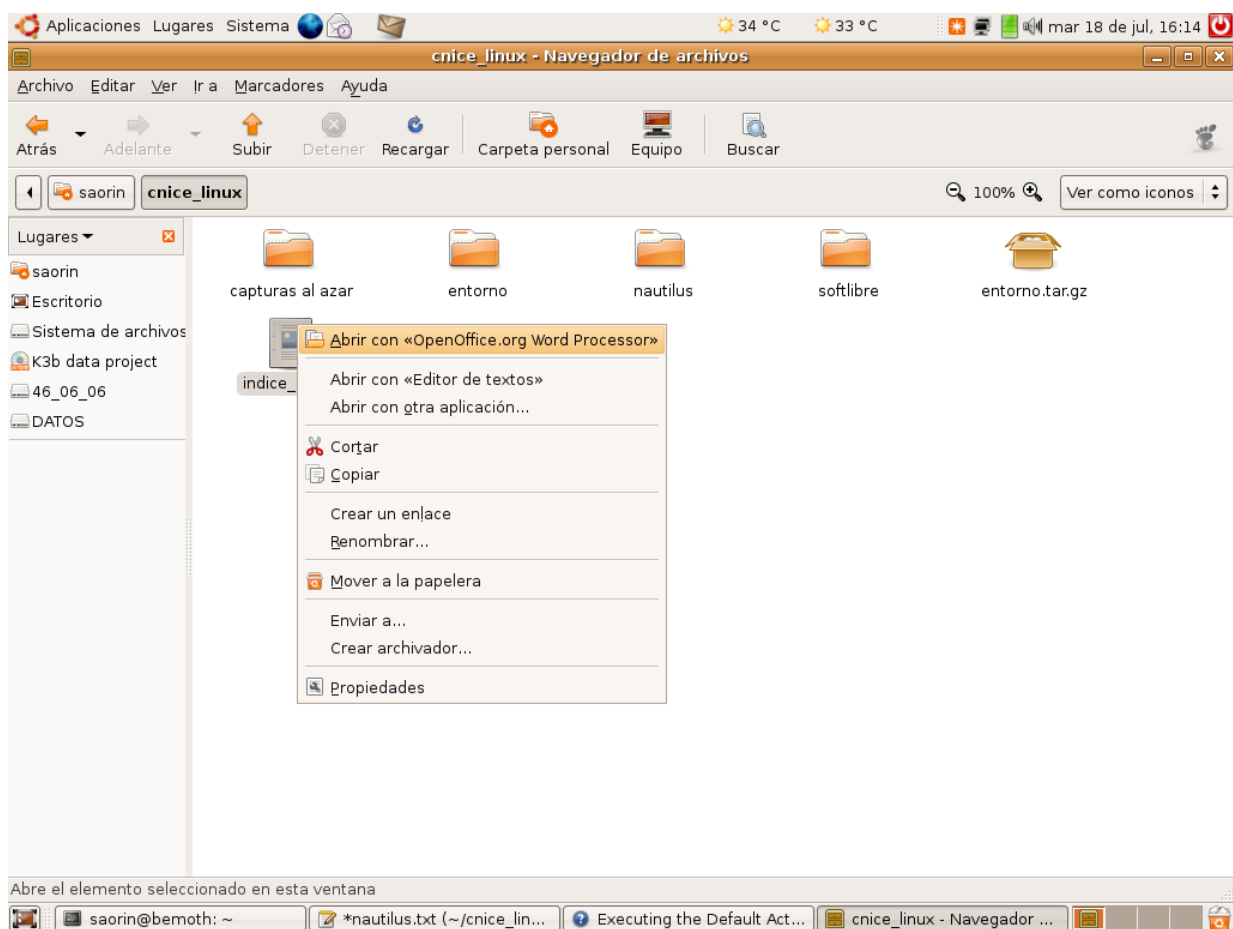 Aplicaciones Lugares Sistema 34 °C 33 °C mar 18 de jul, 16:14
cnice_linux - Navegador de archivos
Archivo Editar Ver Ir a Marcadores Ayuda
Atrás Adelante Subir Detener Recargar Carpeta personal Equipo Buscar
saorin cnice_linux 100% Ver como iconos
Lugares
saorin
Escritorio
Sistema de archivos
K3b data project
46_06_06
DATOS
capturas al azar entorno nautilus softlibre entorno.tar.gz
indice_
Abrir con «OpenOffice.org Word Processor»
Abrir con «Editor de textos»
Abrir con otra aplicación...
Cortar
Copiar
Crear un enlace
Renombrar...
Mover a la papelera
Enviar a...
Crear archivador...
Propiedades
Abre el elemento seleccionado en esta ventana
saorin@bemoth: ~ *nautilus.txt (~/cnice_lin... Executing the Default Act... cnice_linux - Navegador ...